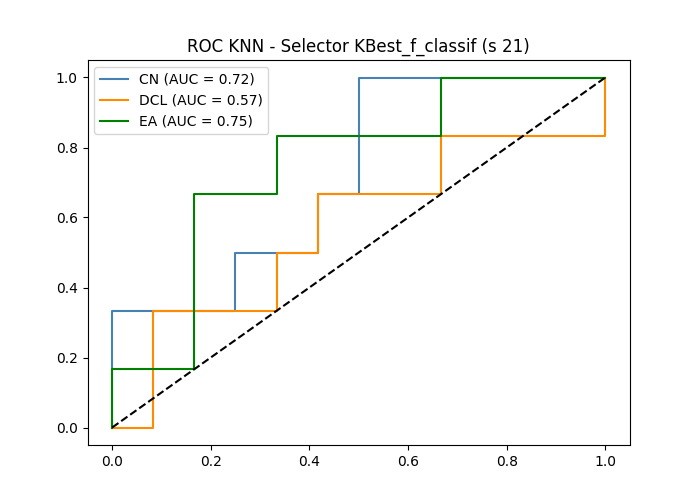 ROC KNN - Selector KBest_f_classif (s 21)
CN (AUC = 0.72)
DCL (AUC = 0.57)
EA (AUC = 0.75)
1.0
0.8
0.6
0.4
0.2
0.0
0.0 0.2 0.4 0.6 0.8 1.0